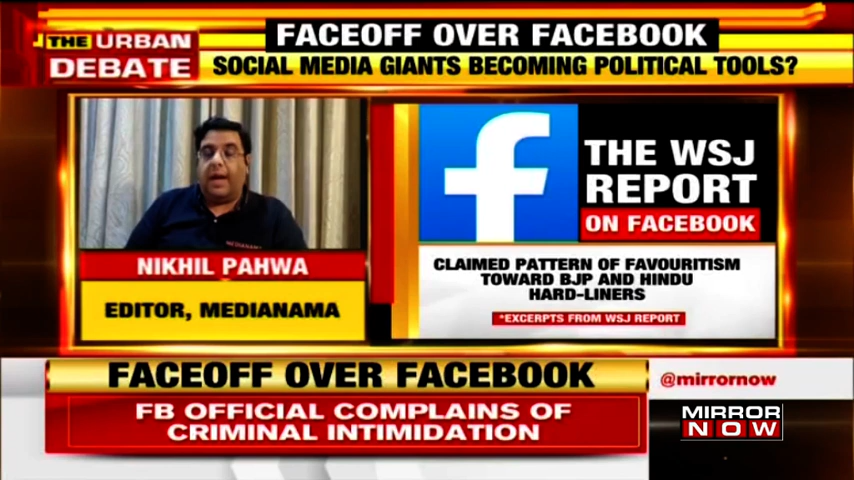 THE URBAN
DEBATE
FACEOFF OVER FACEBOOK
SOCIAL MEDIA GIANTS BECOMING POLITICAL TOOLS?
MEDIANAMA
NIKHIL PAHWA
EDITOR, MEDIANAMA
f
THE WSJ
REPORT
ON FACEBOOK
CLAIMED PATTERN OF FAVOURITISM
TOWARD BJP AND HINDU
HARD-LINERS
*EXCERPTS FROM WSJ REPORT
FACEOFF OVER FACEBOOK
@mirrornow
FB OFFICIAL COMPLAINS OF
CRIMINAL INTIMIDATION
MIRROR
NOW